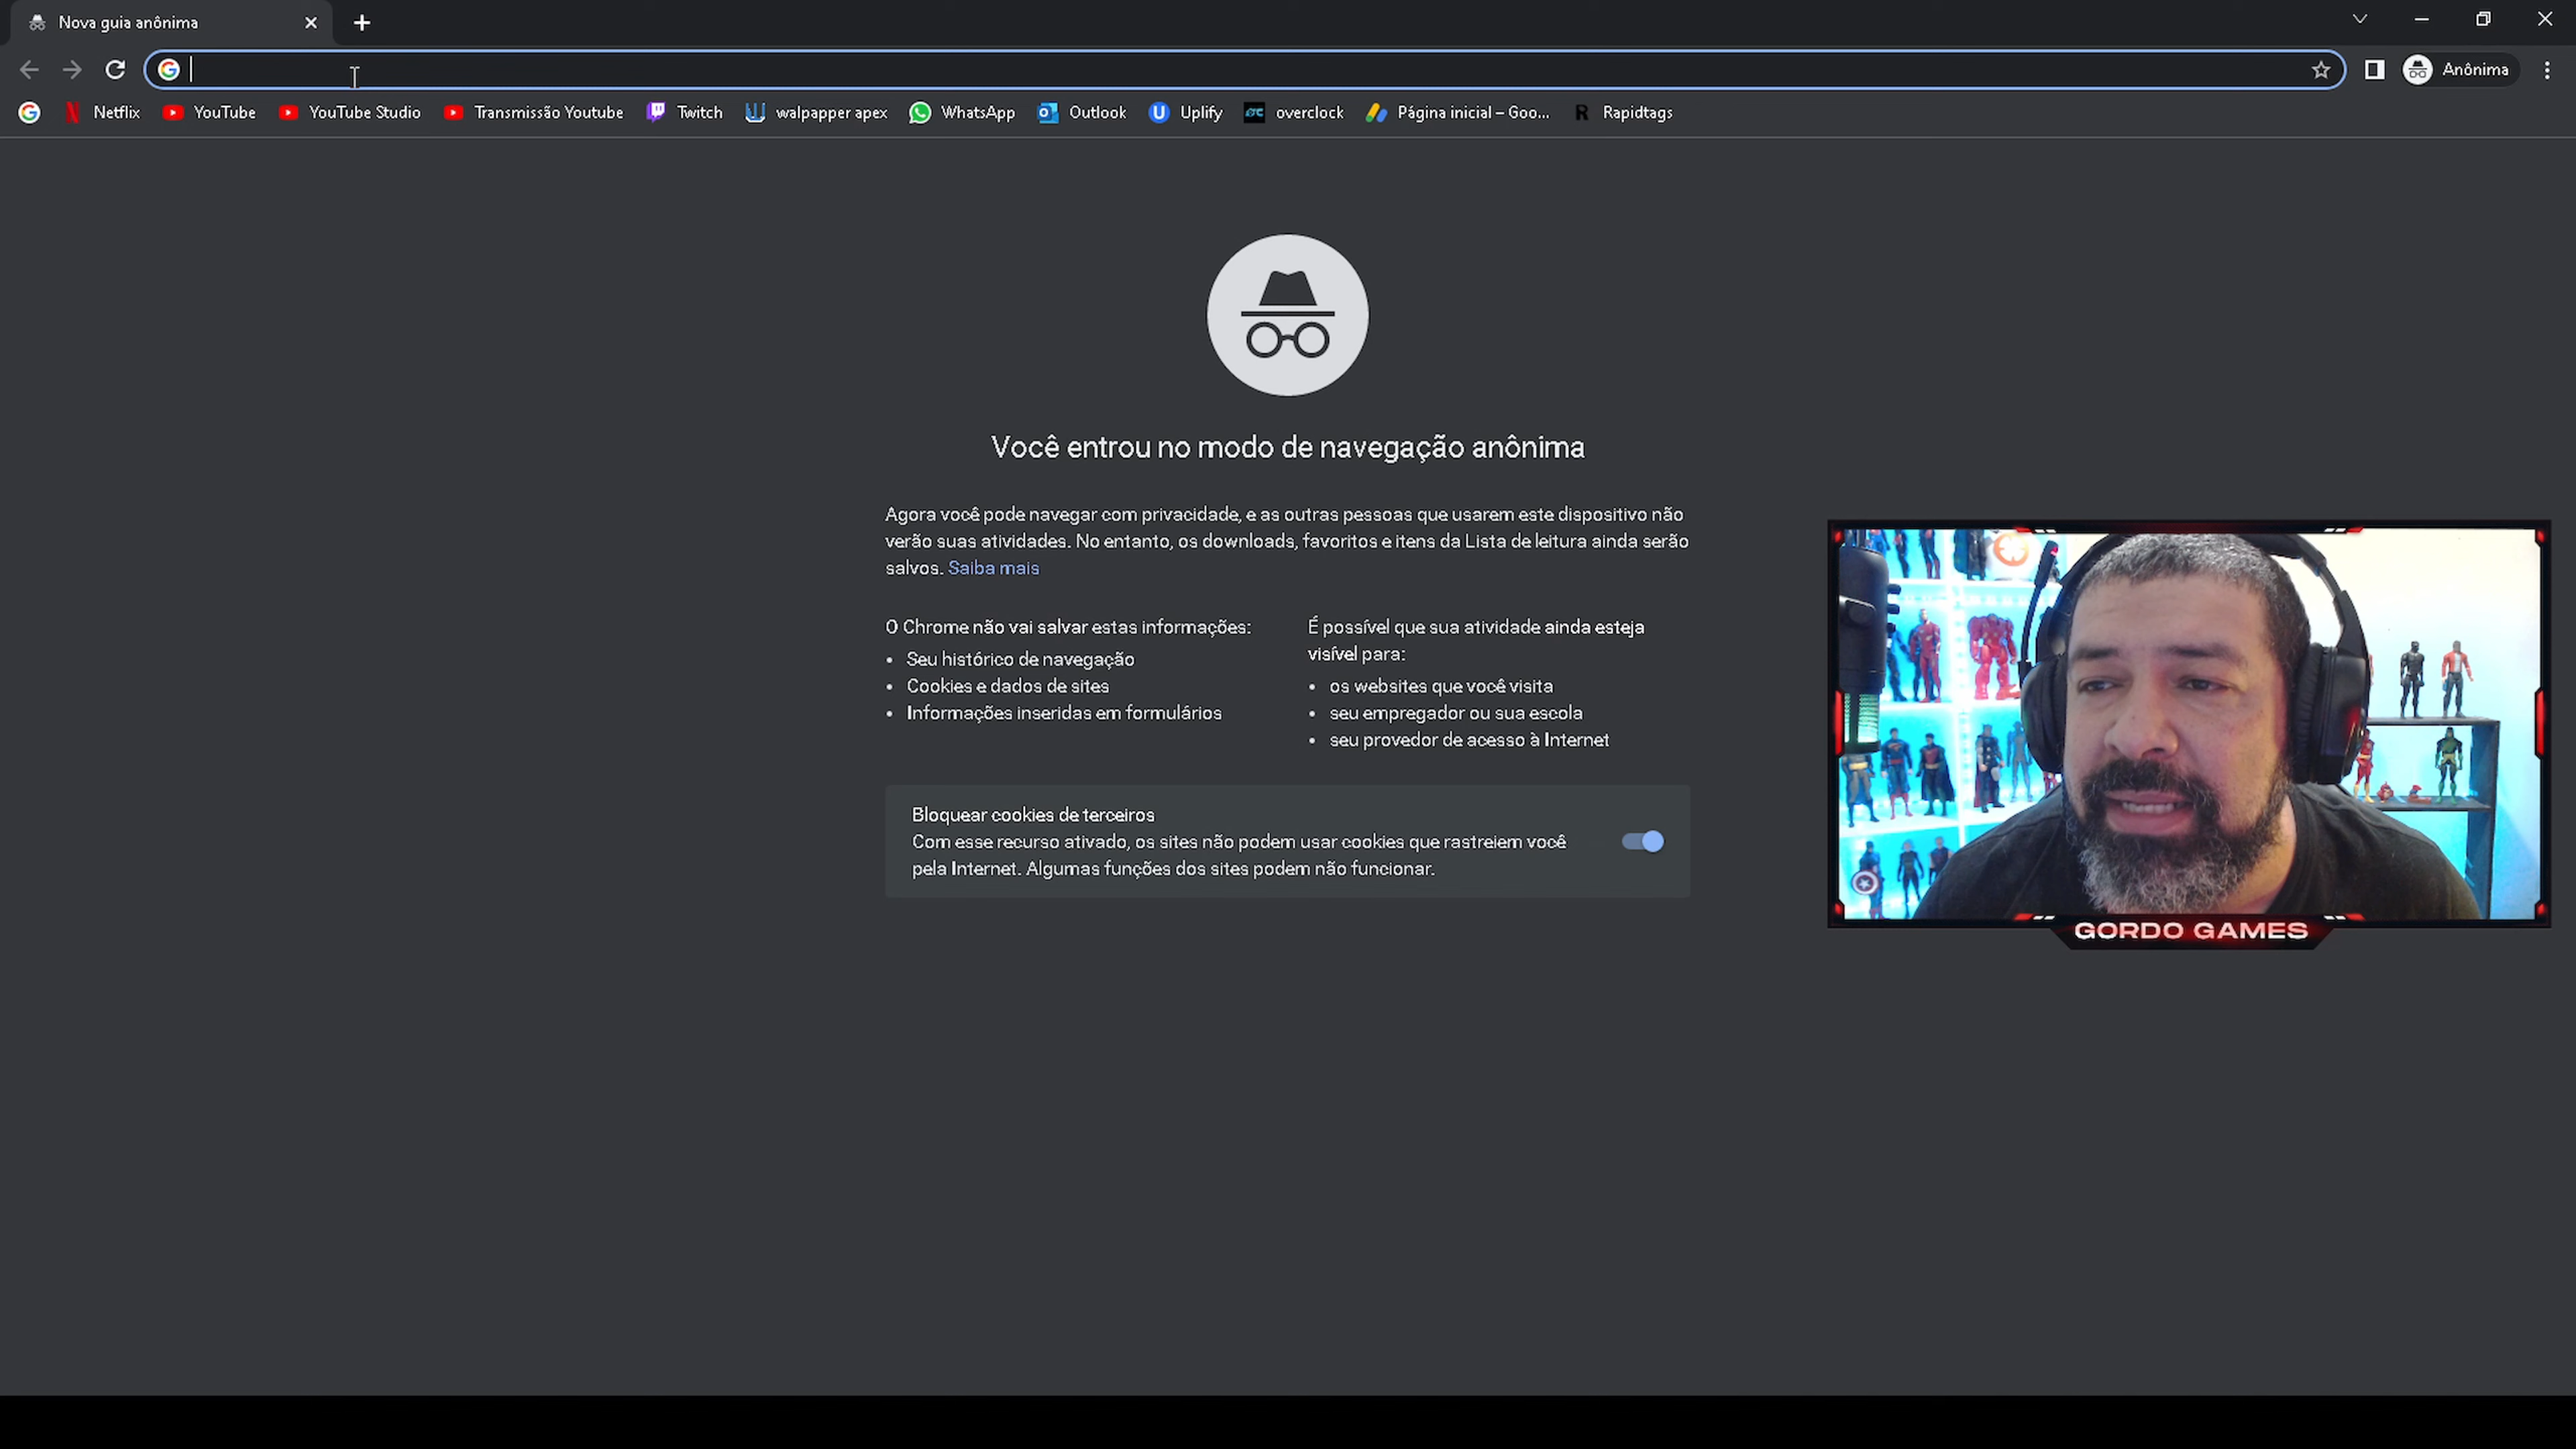 Nova guia anônima
Anônima
Netflix YouTube YouTube Studio Transmissão Youtube Twitch walpapper apex WhatsApp Outlook Uplify overclock Página inicial – Goo... Rapidtags
Você entrou no modo de navegação anônima
Agora você pode navegar com privacidade, e as outras pessoas que usarem este dispositivo não
verão suas atividades. No entanto, os downloads, favoritos e itens da Lista de leitura ainda serão
salvos. Saiba mais
O Chrome não vai salvar estas informações:
• Seu histórico de navegação
• Cookies e dados de sites
• Informações inseridas em formulários
É possível que sua atividade ainda esteja
visível para:
• os websites que você visita
• seu empregador ou sua escola
• seu provedor de acesso à Internet
Bloquear cookies de terceiros
Com esse recurso ativado, os sites não podem usar cookies que rastreiem você
pela Internet. Algumas funções dos sites podem não funcionar.
GORDO GAMES